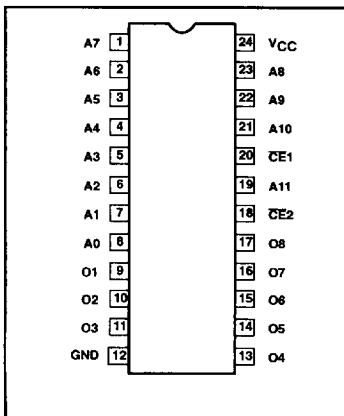 A7 1 24 VCC
A6 2 23 A8
A5 3 22 A9
A4 4 21 A10
A3 5 20 C̅E̅1
A2 6 19 A11
A1 7 18 C̅E̅2
A0 8 17 O8
O1 9 16 O7
O2 10 15 O6
O3 11 14 O5
GND 12 13 O4